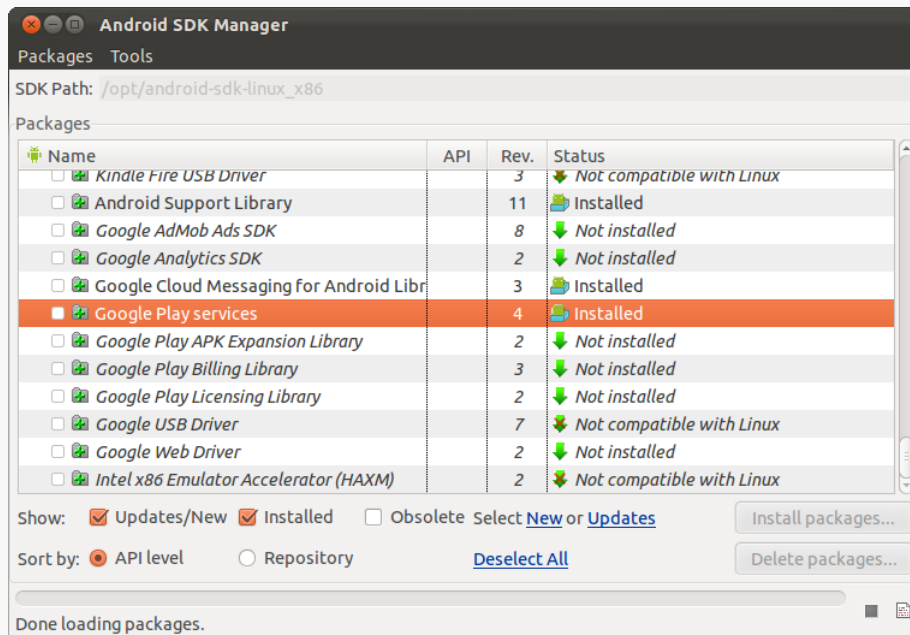 Android SDK Manager
Packages Tools
SDK Path: /opt/android-sdk-linux_x86
Packages
Name API Rev. Status
Kindle Fire USB Driver 3 Not compatible with Linux
Android Support Library 11 Installed
Google AdMob Ads SDK 8 Not installed
Google Analytics SDK 2 Not installed
Google Cloud Messaging for Android Libr 3 Installed
Google Play services 4 Installed
Google Play APK Expansion Library 2 Not installed
Google Play Billing Library 3 Not installed
Google Play Licensing Library 2 Not installed
Google USB Driver 7 Not compatible with Linux
Google Web Driver 2 Not installed
Intel x86 Emulator Accelerator (HAXM) 2 Not compatible with Linux
Show: Updates/New Installed Obsolete Select New or Updates Install packages...
Sort by: API level Repository Deselect All Delete packages...
Done loading packages.